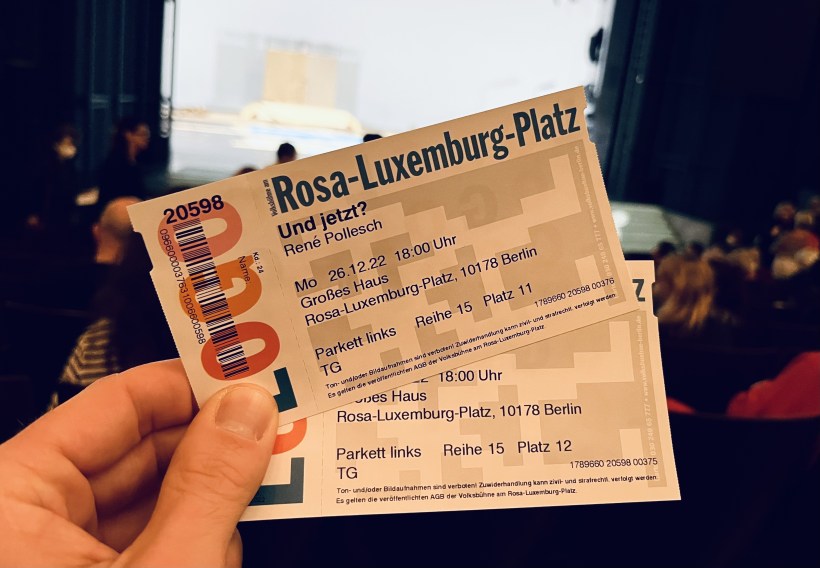 Rosa-Luxemburg-Platz
20598
Kd.: 24
Name:
Und jetzt?
René Pollesch
Mo 26.12.22 18:00 Uhr
Großes Haus
Rosa-Luxemburg-Platz, 10178 Berlin
Parkett links Reihe 15 Platz 11
TG
1789660 20598 00376
Ton- und/oder Bildaufnahmen sind verboten! Zuwiderhandlung kann zivil- und strafrechtl. verfolgt werden.
Es gelten die veröffentlichten AGB der Volksbühne am Rosa-Luxemburg-Platz.
z
22 18:00 Uhr
oßes Haus
Rosa-Luxemburg-Platz, 10178 Berlin
Parkett links Reihe 15 Platz 12
TG
1789660 20598 00375
Ton- und/oder Bildaufnahmen sind verboten! Zuwiderhandlung kann zivil- und strafrechtl. verfolgt werden.
Es gelten die veröffentlichten AGB der Volksbühne am Rosa-Luxemburg-Platz.